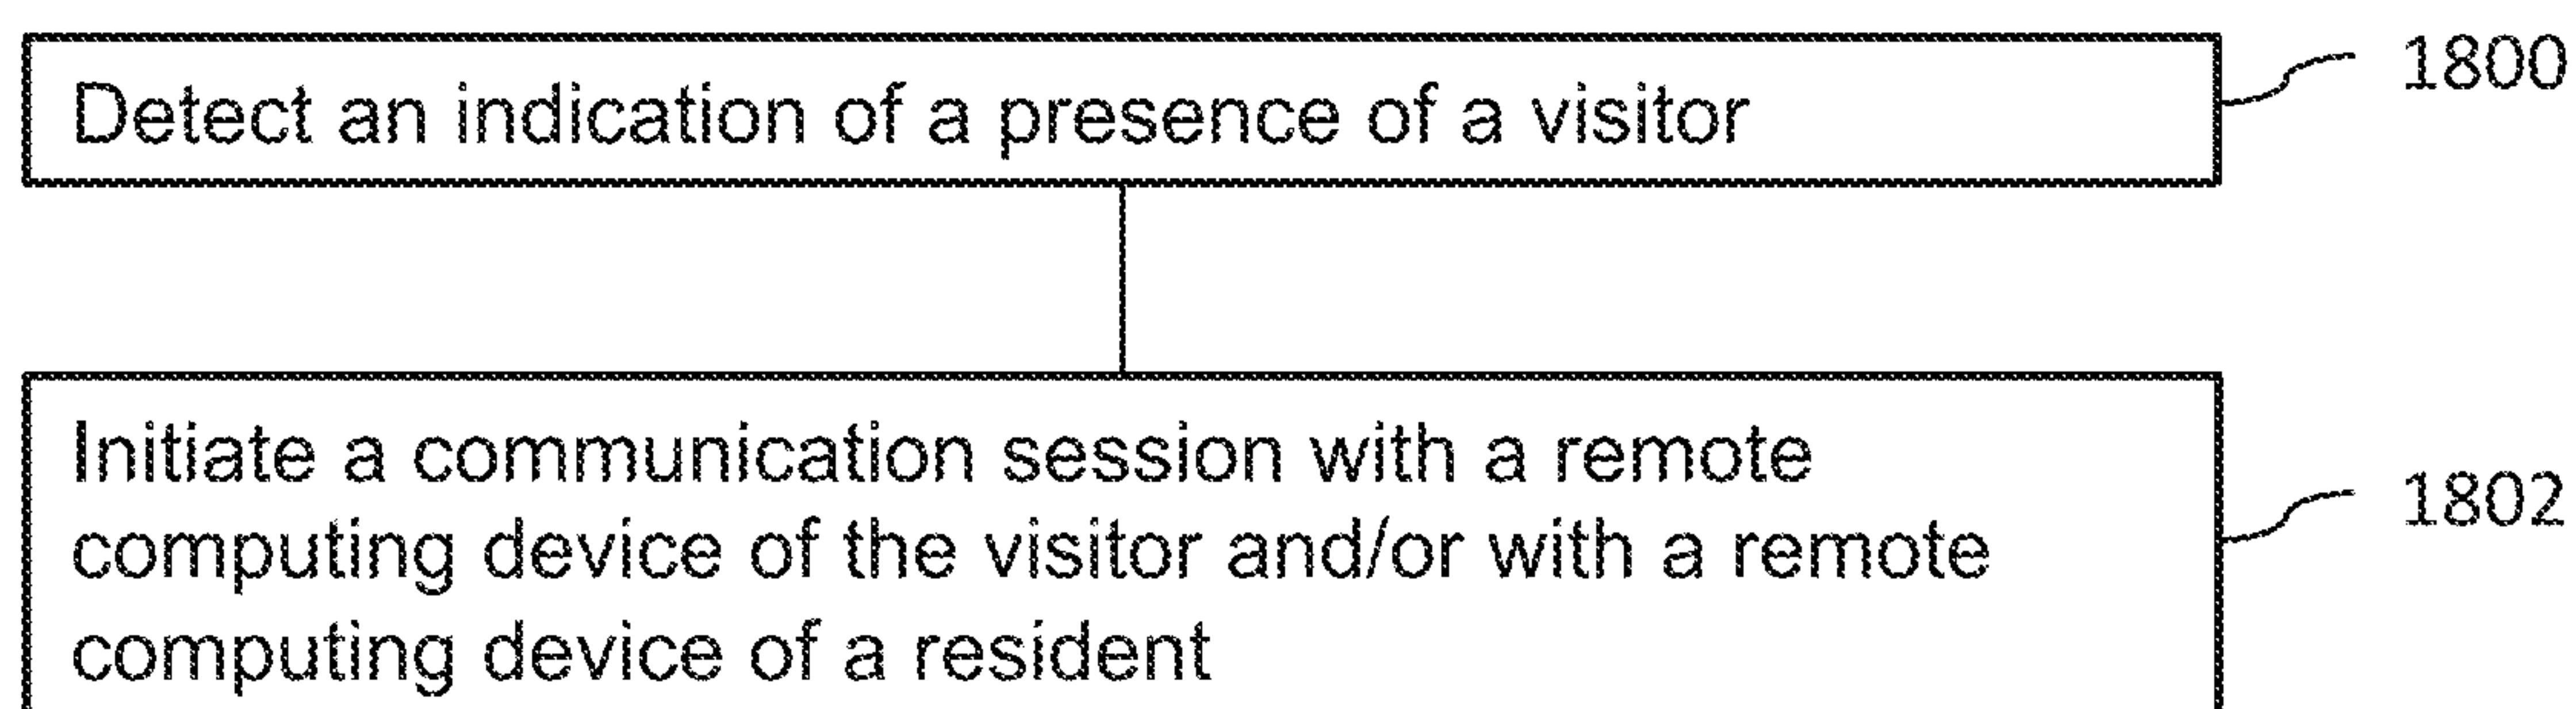 Detect an indication of a presence of a visitor
1800
Initiate a communication session with a remote
computing device of the visitor and/or with a remote
computing device of a resident
1802